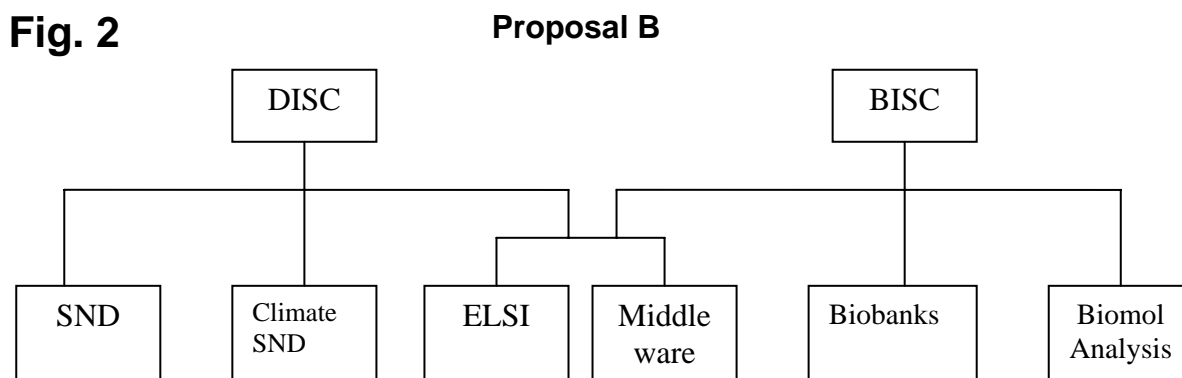 Fig. 2
Proposal B
DISC
BISC
SND
Climate
SND
ELSI
Middle
ware
Biobanks
Biomol
Analysis